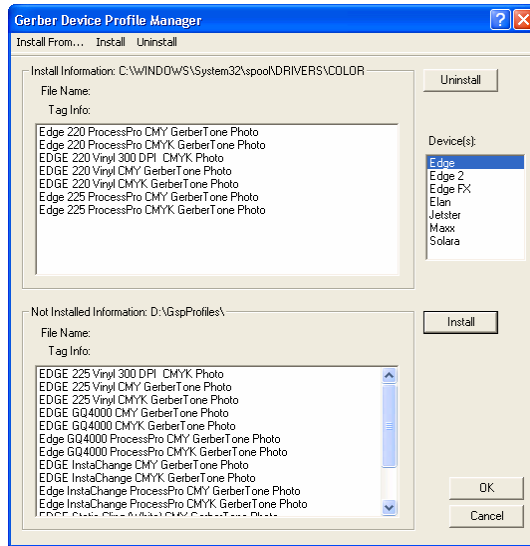 Gerber Device Profile Manager
Install From... Install Uninstall
Install Information: C:\WINDOWS\System32\spool\DRIVERS\COLOR
Uninstall
File Name:
Tag Info:
Edge 220 ProcessPro CMY GerberTone Photo
Edge 220 ProcessPro CMYK GerberTone Photo
EDGE 220 Vinyl 300 DPI CMYK Photo
EDGE 220 Vinyl CMY GerberTone Photo
EDGE 220 Vinyl CMYK GerberTone Photo
Edge 225 ProcessPro CMY GerberTone Photo
Edge 225 ProcessPro CMYK GerberTone Photo
Device(s):
Edge
Edge 2
Edge FX
Elan
Jetster
Maxx
Solara
Not Installed Information: D:\GspProfiles\
Install
File Name:
Tag Info:
EDGE 225 Vinyl 300 DPI CMYK Photo
EDGE 225 Vinyl CMY GerberTone Photo
EDGE 225 Vinyl CMYK GerberTone Photo
EDGE GQ4000 CMY GerberTone Photo
EDGE GQ4000 CMYK GerberTone Photo
Edge GQ4000 ProcessPro CMY GerberTone Photo
Edge GQ4000 ProcessPro CMYK GerberTone Photo
EDGE InstaChange CMY GerberTone Photo
EDGE InstaChange CMYK GerberTone Photo
Edge InstaChange ProcessPro CMY GerberTone Photo
Edge InstaChange ProcessPro CMYK GerberTone Photo
EDGE Static Cling (White) CMY GerberTone Photo
OK
Cancel